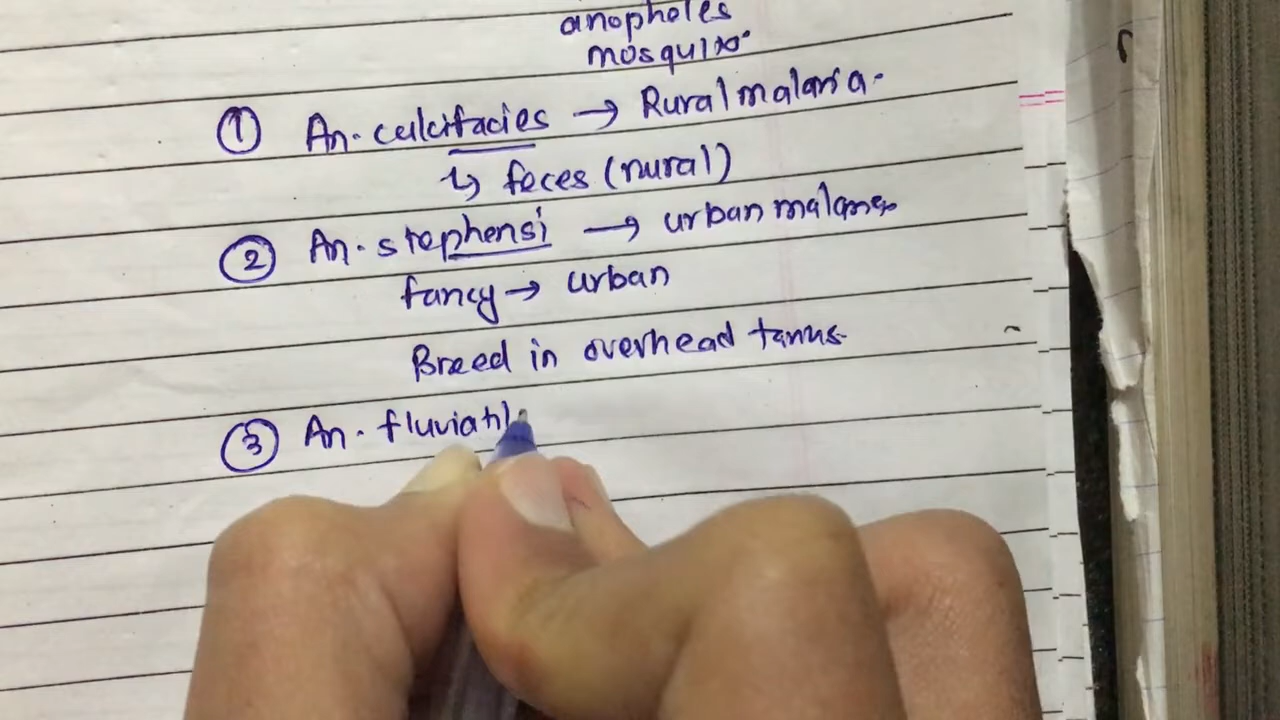 anopheles
mosquito
① An. culcifacies → Rural malaria.
↳ feces (rural)
② An. stephensi → urban malaria
fancy → urban
Breed in overhead tanks.
③ An. fluviatil